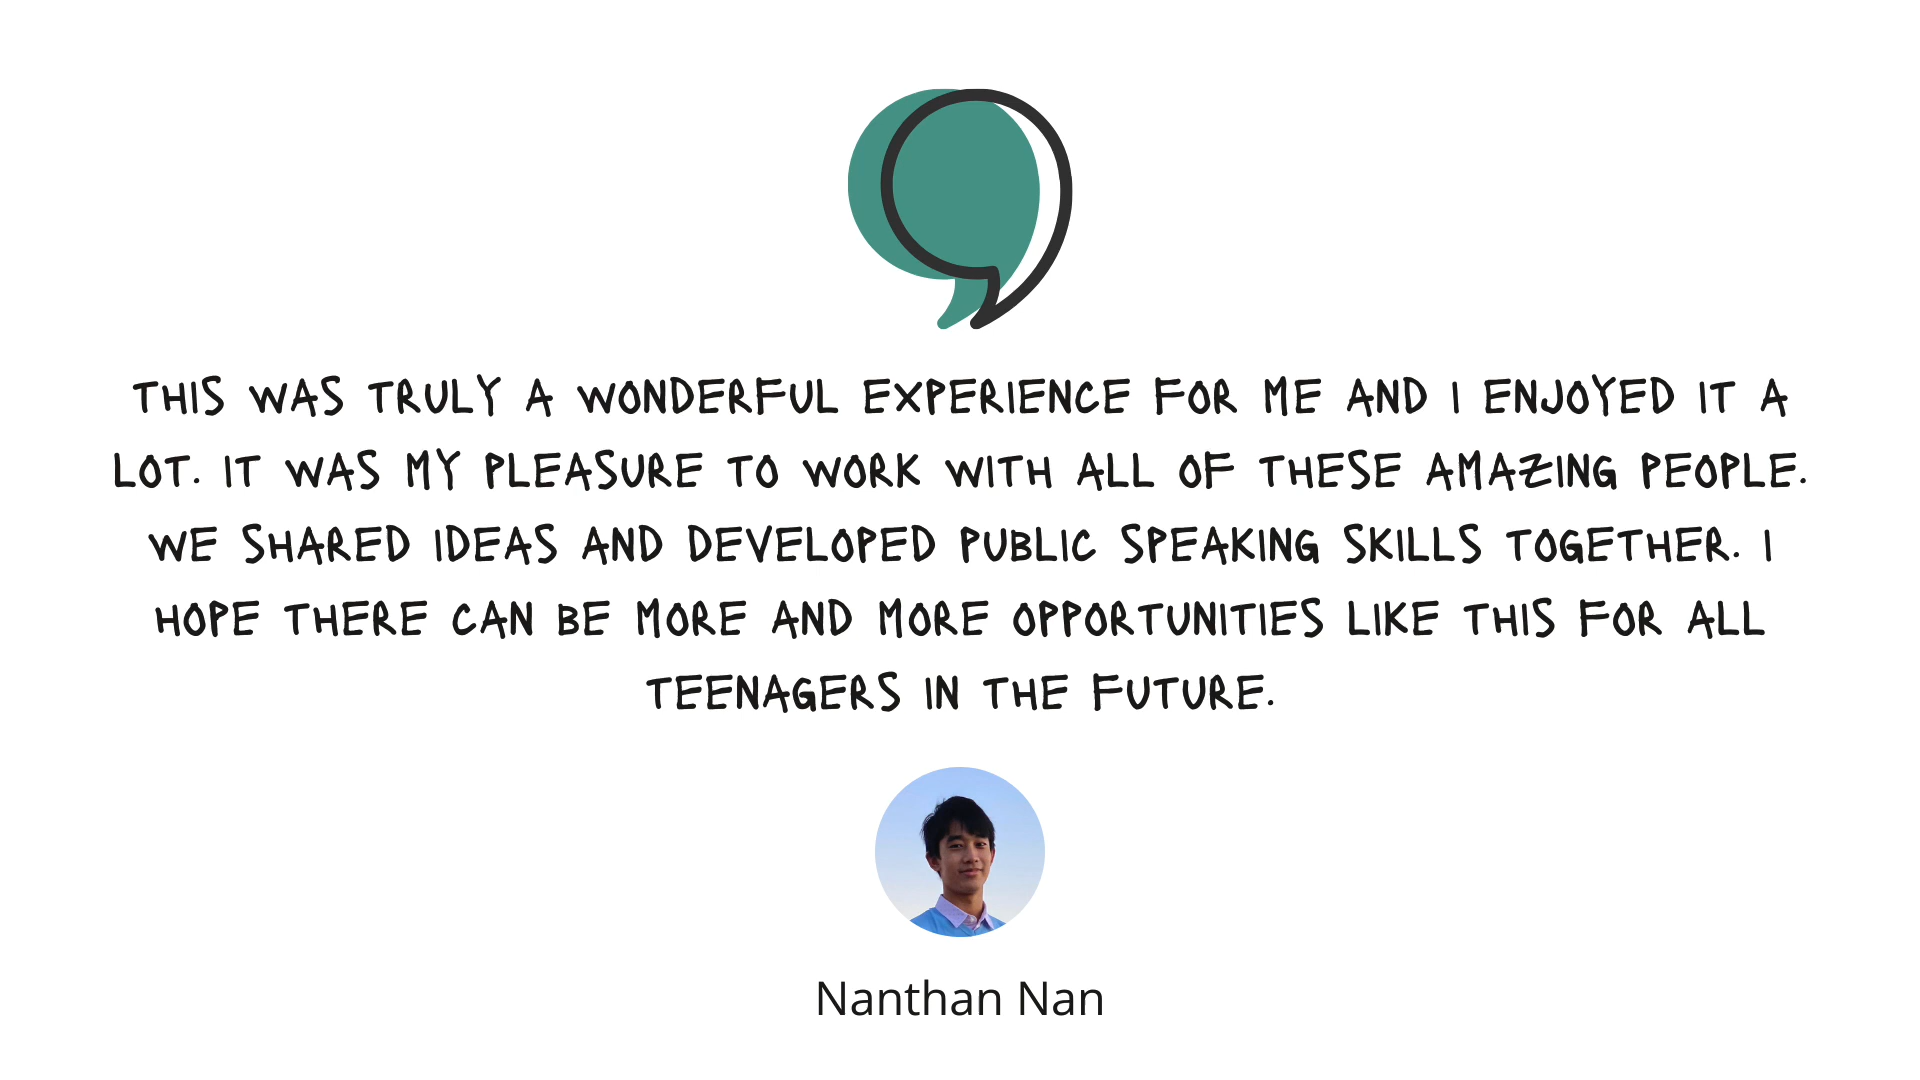 THIS WAS TRULY A WONDERFUL EXPERIENCE FOR ME AND I ENJOYED IT A
LOT. IT WAS MY PLEASURE TO WORK WITH ALL OF THESE AMAZING PEOPLE.
WE SHARED IDEAS AND DEVELOPED PUBLIC SPEAKING SKILLS TOGETHER. I
HOPE THERE CAN BE MORE AND MORE OPPORTUNITIES LIKE THIS FOR ALL
TEENAGERS IN THE FUTURE.
Nanthan Nan